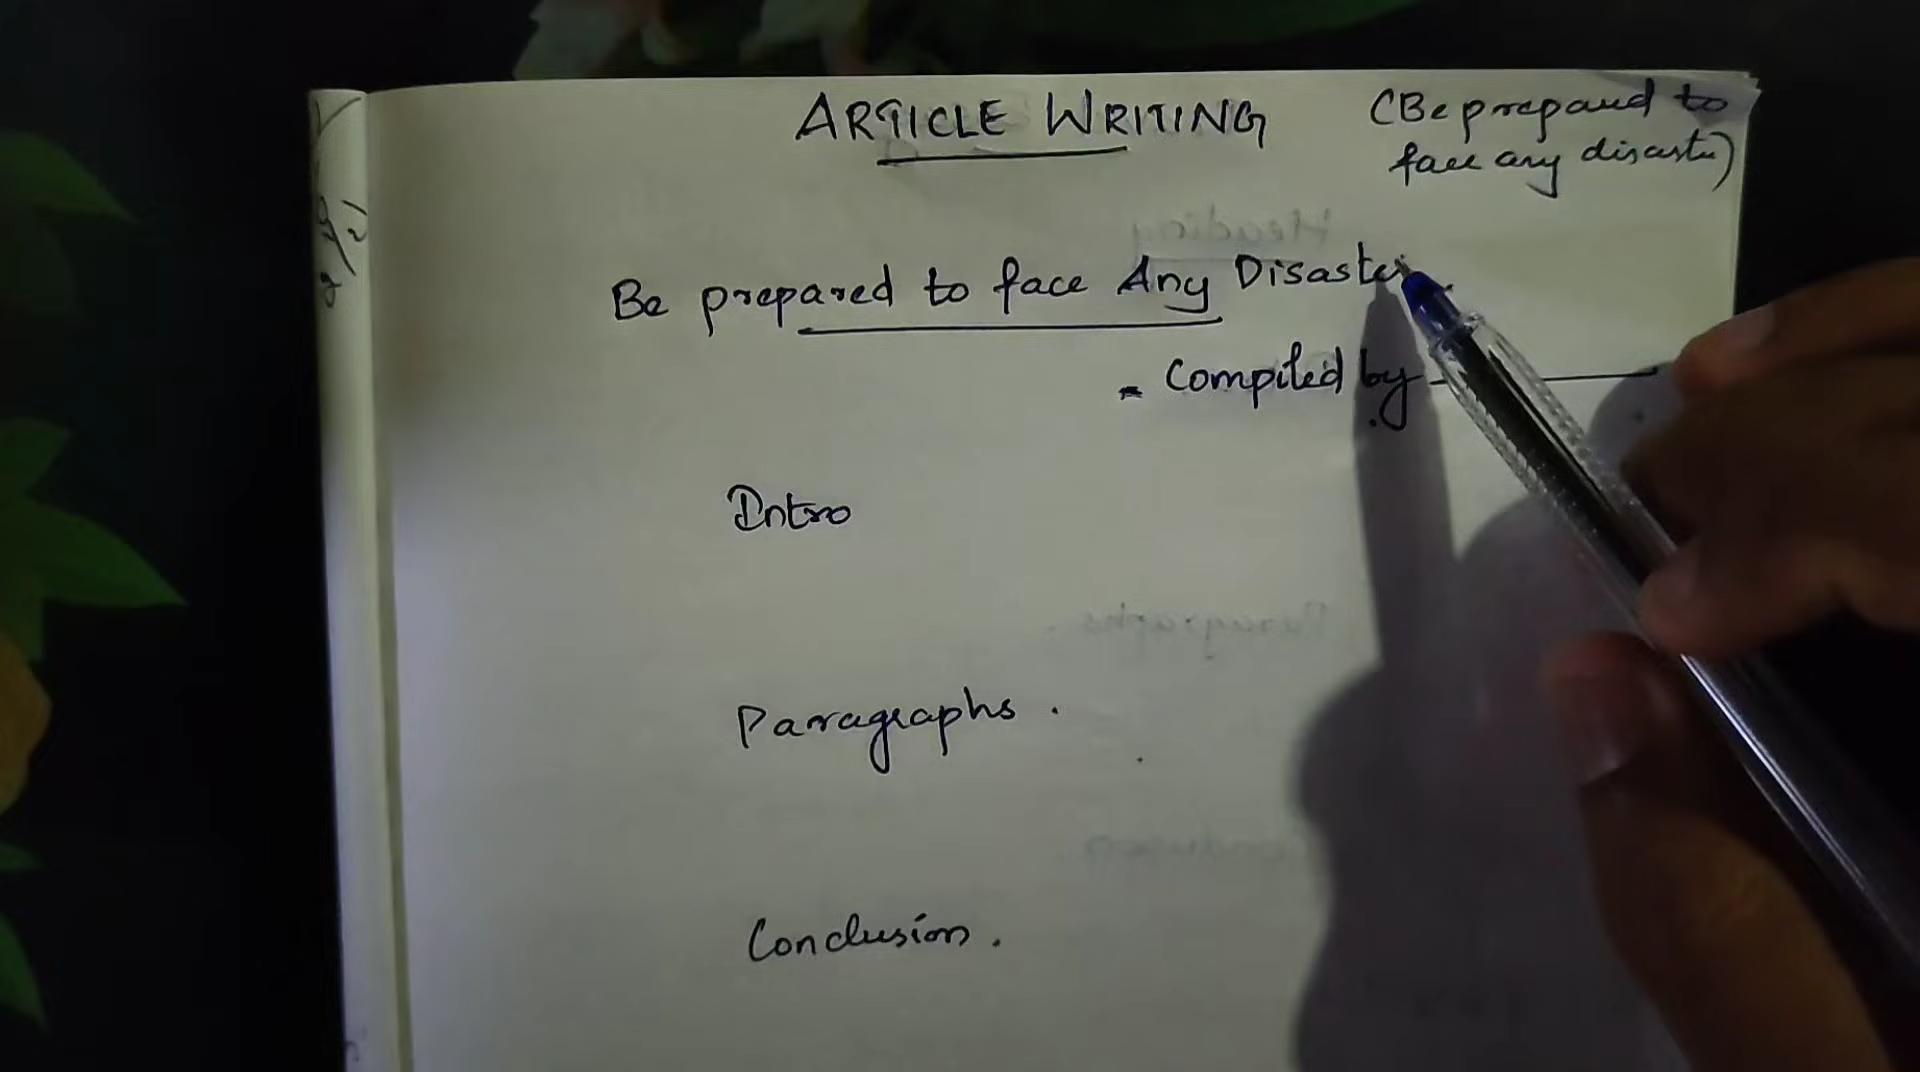 ARTICLE WRITING
(Be prepared to
face any disaster)
Be prepared to face Any Disaster.
- Compiled by
Intro
Paragraphs.
Conclusion.